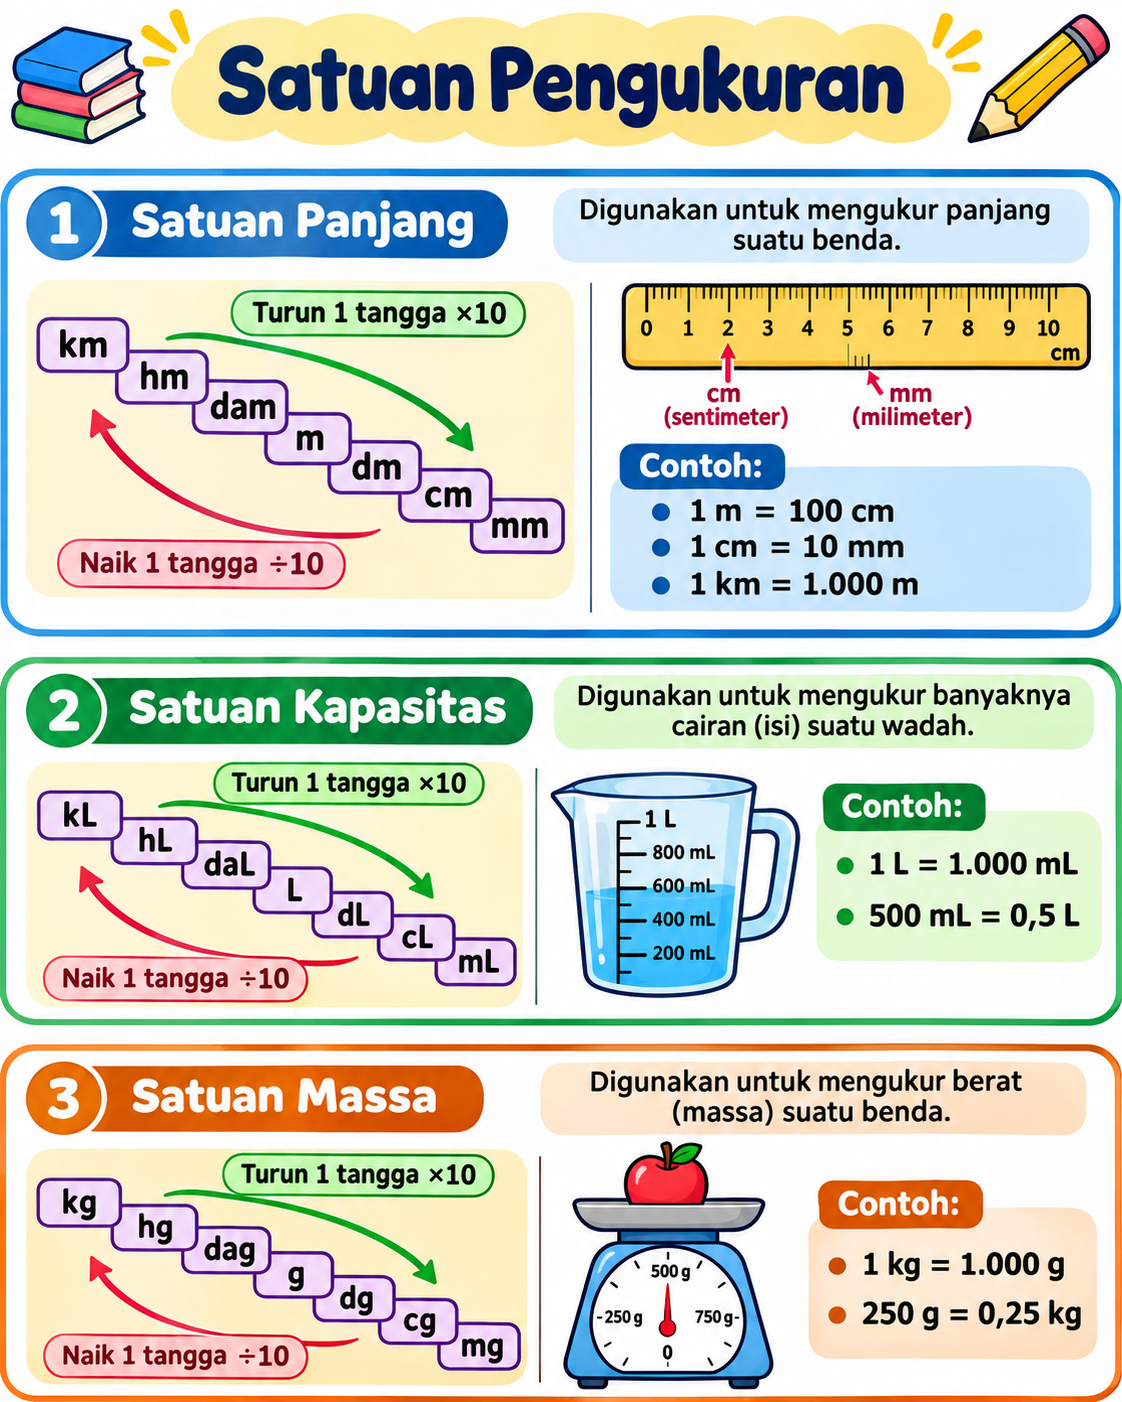 Satuan Pengukuran
1 Satuan Panjang
Digunakan untuk mengukur panjang
suatu benda.
Turun 1 tangga ×10
km
hm
dam
m
dm
cm
mm
Naik 1 tangga ÷10
0 1 2 3 4 5 6 7 8 9 10
cm
cm
(sentimeter)
mm
(milimeter)
Contoh:
1 m = 100 cm
1 cm = 10 mm
1 km = 1.000 m
2 Satuan Kapasitas
Digunakan untuk mengukur banyaknya
cairan (isi) suatu wadah.
Turun 1 tangga ×10
kL
hL
daL
L
dL
cL
mL
Naik 1 tangga ÷10
1 L
800 mL
600 mL
400 mL
200 mL
Contoh:
1 L = 1.000 mL
500 mL = 0,5 L
3 Satuan Massa
Digunakan untuk mengukur berat
(massa) suatu benda.
Turun 1 tangga ×10
kg
hg
dag
g
dg
cg
mg
Naik 1 tangga ÷10
500 g
250 g
750 g
0
Contoh:
1 kg = 1.000 g
250 g = 0,25 kg